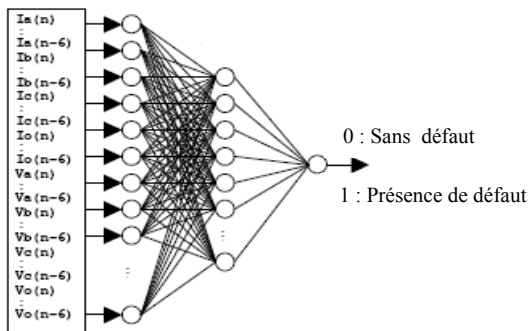 Ia(n)
⋮
Ia(n-6)
Ib(n)
⋮
Ib(n-6)
Ic(n)
⋮
Ic(n-6)
Io(n)
⋮
Io(n-6)
Va(n)
⋮
Va(n-6)
Vb(n)
⋮
Vb(n-6)
Vc(n)
⋮
Vc(n-6)
Vo(n)
⋮
Vo(n-6)
0 : Sans défaut
1 : Présence de défaut